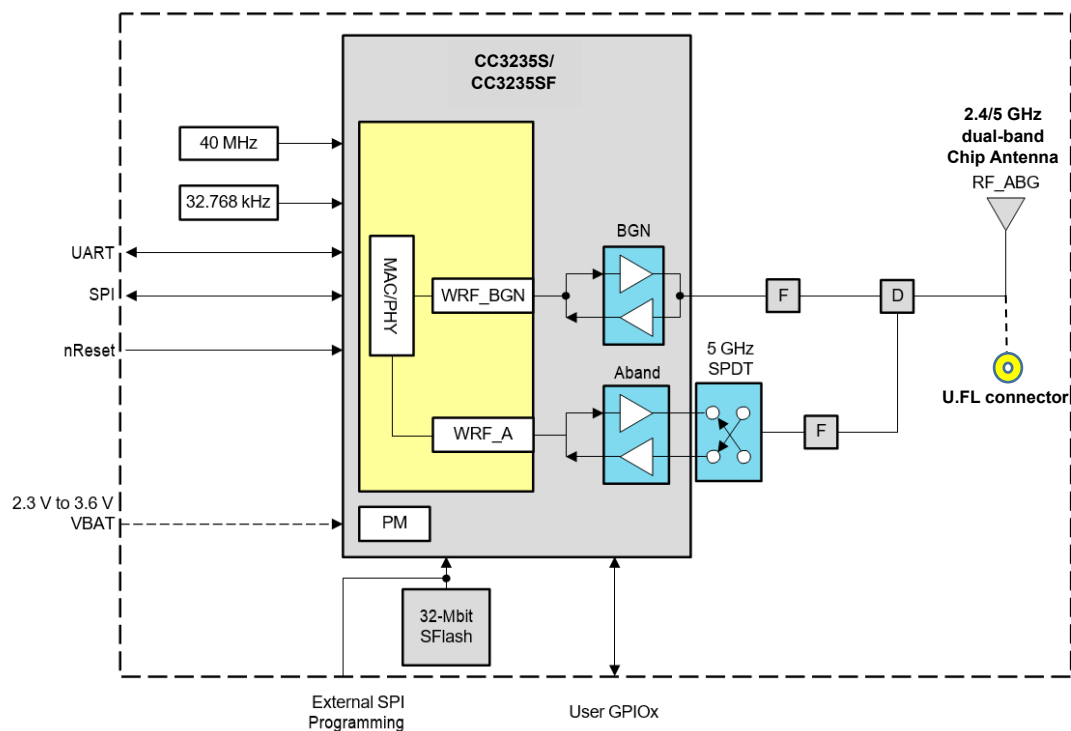 CC3235S/
CC3235SF
2.4/5 GHz
dual-band
Chip Antenna
RF_ABG
40 MHz
32.768 kHz
UART
SPI
nReset
MAC/PHY
WRF_BGN
WRF_A
BGN
Aband
5 GHz
SPDT
F
D
F
U.FL connector
2.3 V to 3.6 V
VBAT
PM
32-Mbit
SFlash
External SPI
Programming
User GPIOx